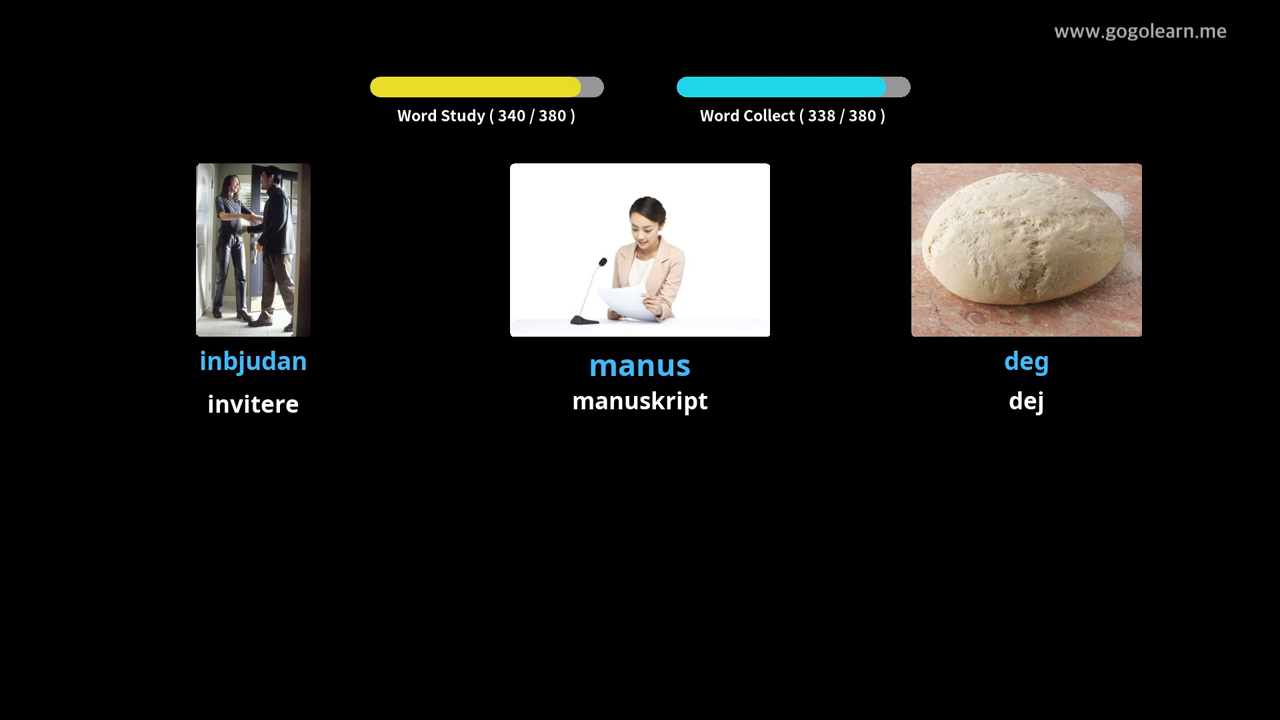 www.gogolearn.me
Word Study ( 340 / 380 )
Word Collect ( 338 / 380 )
inbjudan
invitere
manus
manuskript
deg
dej